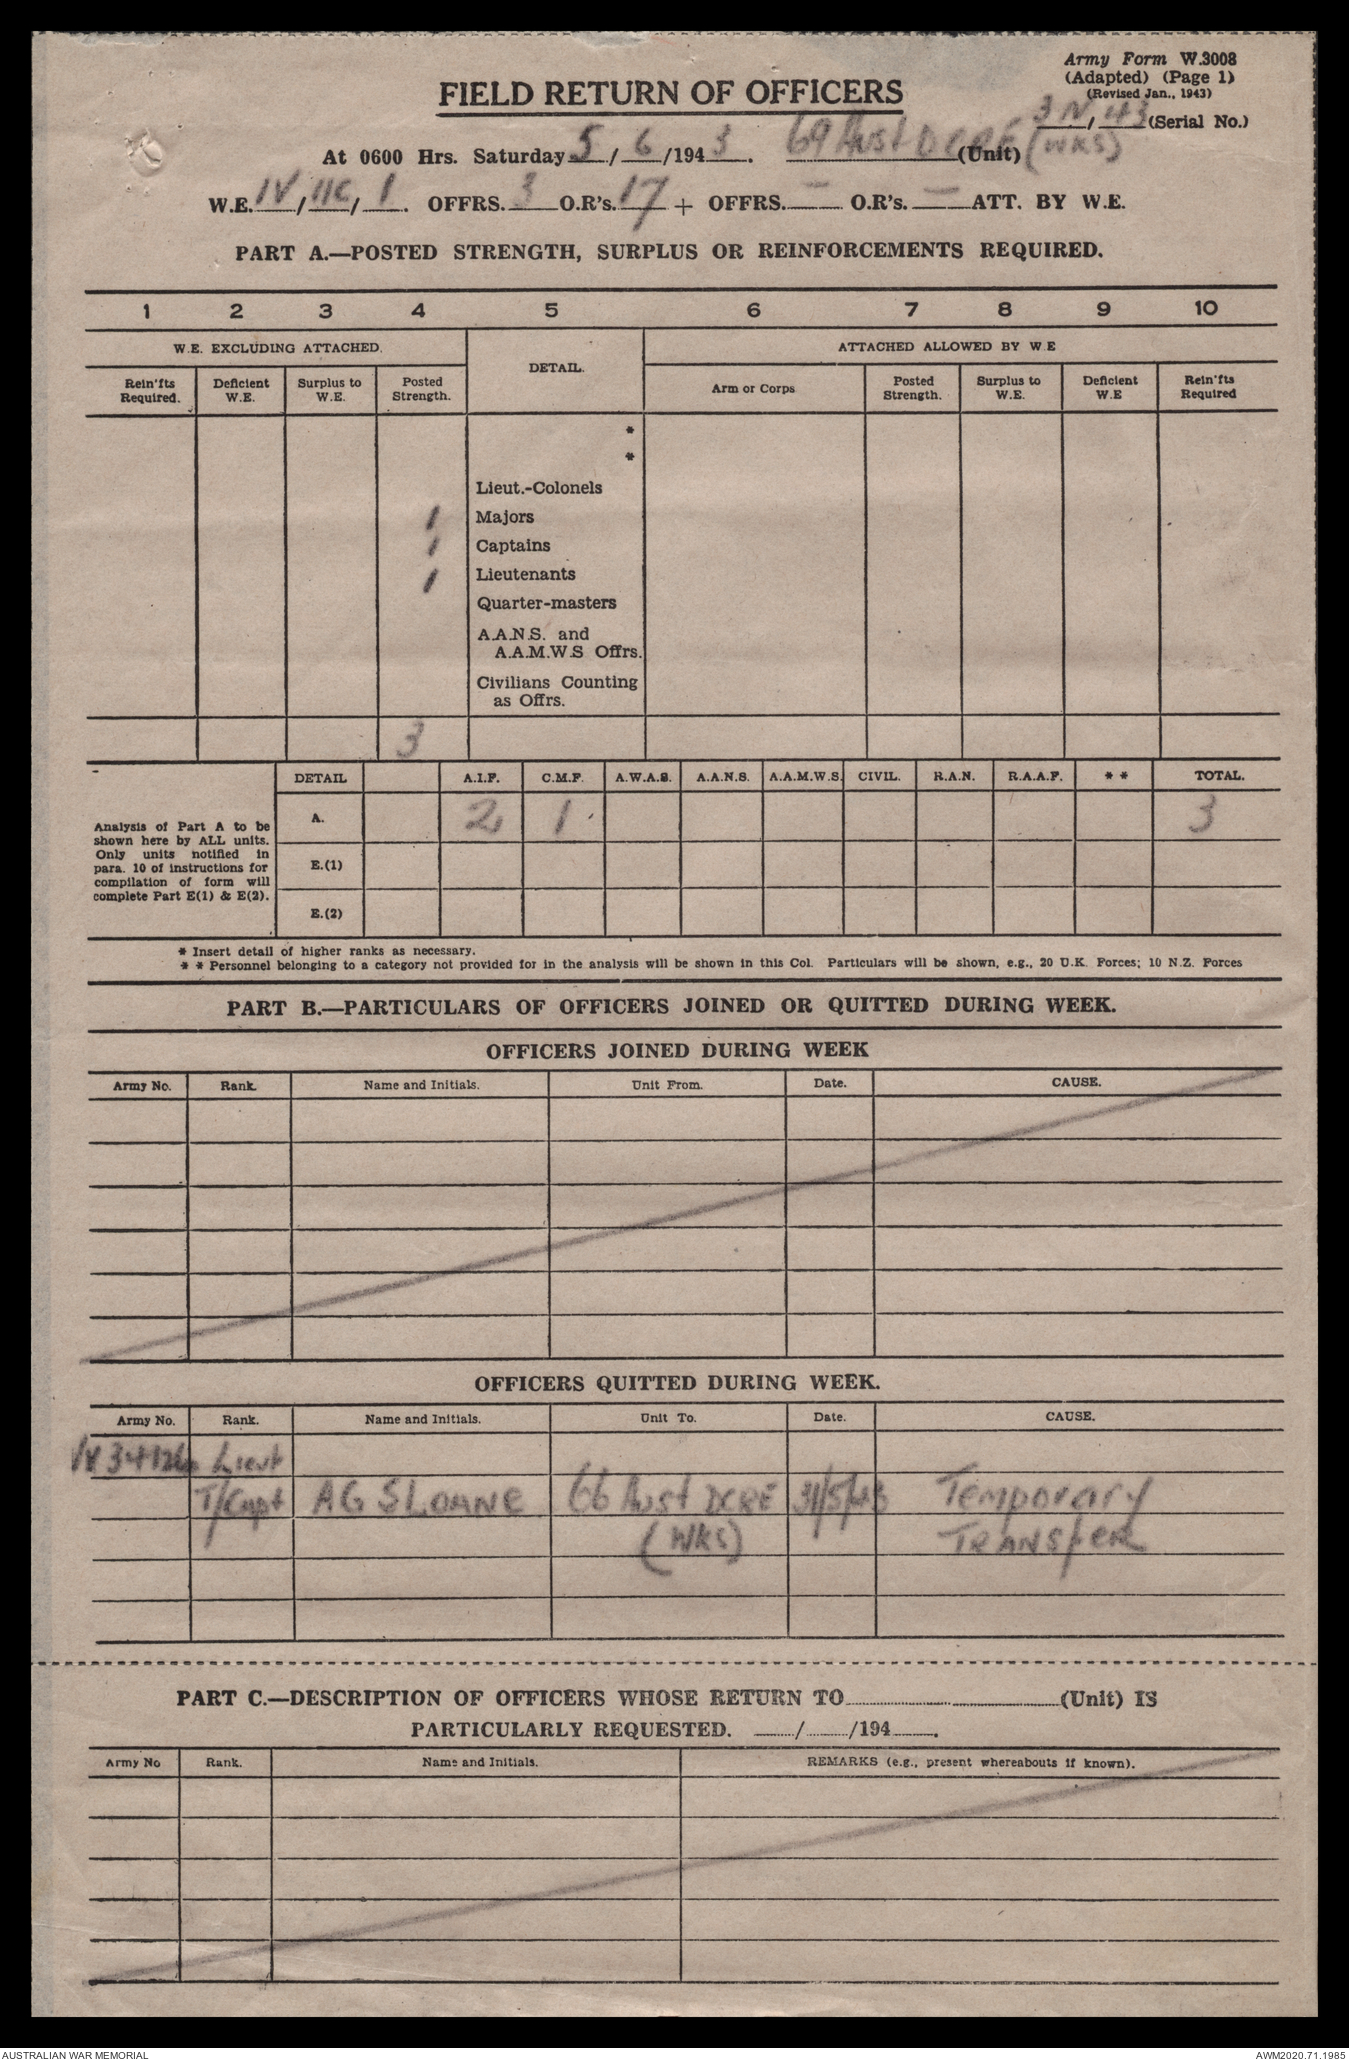 Army Form W.3008
(Adapted) (Page 1)
(Revised Jan., 1943)
FIELD RETURN OF OFFICERS
3 N/43 (Serial No.)
At 0600 Hrs. Saturday 5/6/1943. 69 Aust DCRE (WKS) (Unit)
W.E. IV/11C/1. OFFRS. 3 O.R's. 17 + OFFRS. — O.R's. — ATT. BY W.E.
PART A.—POSTED STRENGTH, SURPLUS OR REINFORCEMENTS REQUIRED.
1 2 3 4 5 6 7 8 9 10
W.E. EXCLUDING ATTACHED. DETAIL. ATTACHED ALLOWED BY W.E
Rein'fts Required. Deficient W.E. Surplus to W.E. Posted Strength. Arm or Corps Posted Strength. Surplus to W.E. Deficient W.E Rein'fts Required
*
*
Lieut.-Colonels
1 Majors
1 Captains
1 Lieutenants
Quarter-masters
A.A.N.S. and
A.A.M.W.S Offrs.
Civilians Counting
as Offrs.
3
DETAIL A.I.F. C.M.F. A.W.A.S. A.A.N.S. A.A.M.W.S. CIVIL. R.A.N. R.A.A.F. * * TOTAL.
A. 2 1 3
Analysis of Part A to be
shown here by ALL units.
Only units notified in
para. 10 of instructions for
compilation of form will
complete Part E(1) & E(2).
E.(1)
E.(2)
* Insert detail of higher ranks as necessary.
* * Personnel belonging to a category not provided for in the analysis will be shown in this Col. Particulars will be shown, e.g., 20 U.K. Forces; 10 N.Z. Forces
PART B.—PARTICULARS OF OFFICERS JOINED OR QUITTED DURING WEEK.
OFFICERS JOINED DURING WEEK
Army No. Rank. Name and Initials. Unit From. Date. CAUSE.
OFFICERS QUITTED DURING WEEK.
Army No. Rank. Name and Initials. Unit To. Date. CAUSE.
Lieut
T/Capt AG SLOANE 66 Aust DCRE 31/5/43 Temporary
(WKS) TRANSfER
PART C.—DESCRIPTION OF OFFICERS WHOSE RETURN TO (Unit) IS
PARTICULARLY REQUESTED. / /194 .
Army No Rank. Name and Initials. REMARKS (e.g., present whereabouts if known).
AUSTRALIAN WAR MEMORIAL AWM2020.71.1985